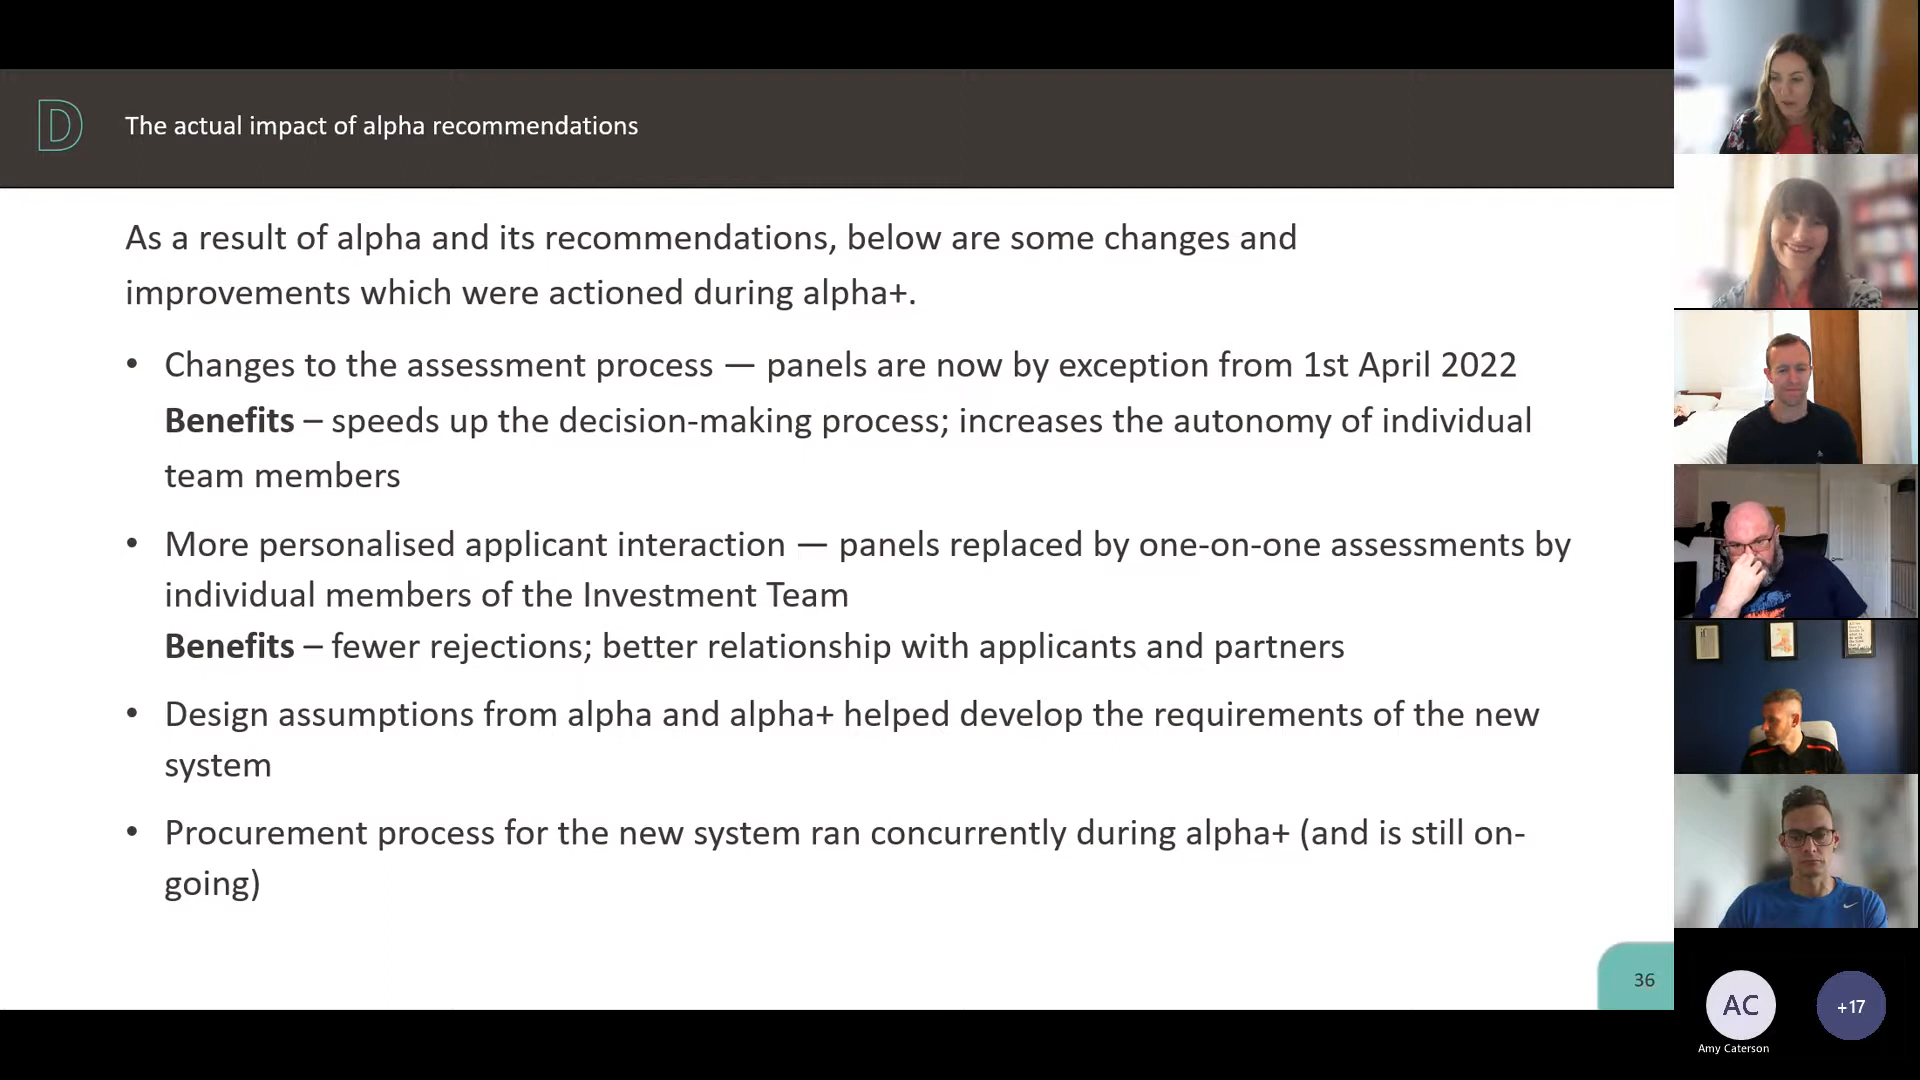 D
The actual impact of alpha recommendations
As a result of alpha and its recommendations, below are some changes and
improvements which were actioned during alpha+.
• Changes to the assessment process — panels are now by exception from 1st April 2022
Benefits – speeds up the decision-making process; increases the autonomy of individual
team members
• More personalised applicant interaction — panels replaced by one-on-one assessments by
individual members of the Investment Team
Benefits – fewer rejections; better relationship with applicants and partners
• Design assumptions from alpha and alpha+ helped develop the requirements of the new
system
• Procurement process for the new system ran concurrently during alpha+ (and is still on-
going)
36
AC
+17
Amy Caterson